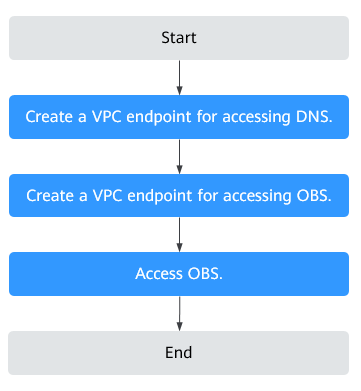 Start
Create a VPC endpoint for accessing DNS.
Create a VPC endpoint for accessing OBS.
Access OBS.
End